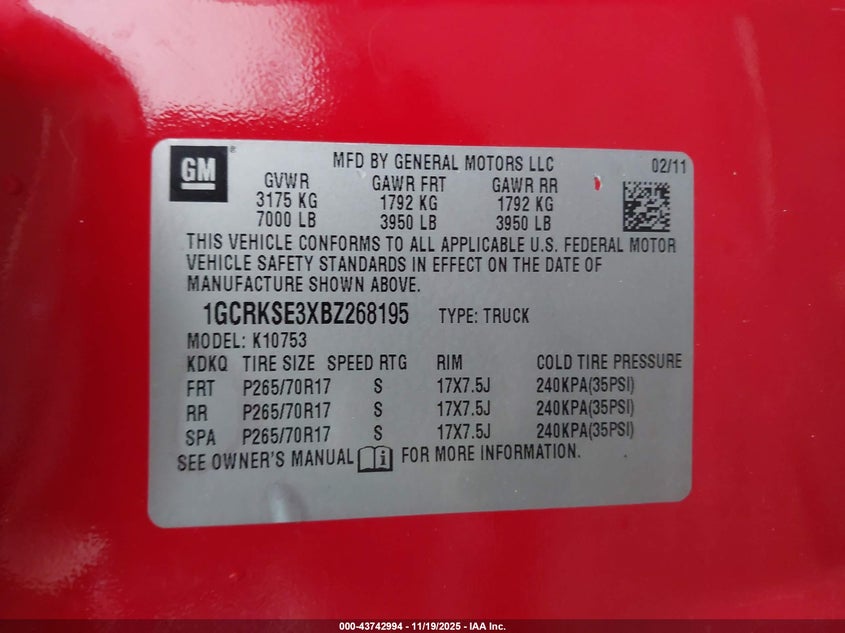 GM
MFD BY GENERAL MOTORS LLC 02/11
GVWR GAWR FRT GAWR RR
3175 KG 1792 KG 1792 KG
7000 LB 3950 LB 3950 LB
THIS VEHICLE CONFORMS TO ALL APPLICABLE U.S. FEDERAL MOTOR
VEHICLE SAFETY STANDARDS IN EFFECT ON THE DATE OF
MANUFACTURE SHOWN ABOVE.
1GCRKSE3XBZ268195 TYPE: TRUCK
MODEL: K10753
KDKQ TIRE SIZE SPEED RTG RIM COLD TIRE PRESSURE
FRT P265/70R17 S 17X7.5J 240KPA(35PSI)
RR P265/70R17 S 17X7.5J 240KPA(35PSI)
SPA P265/70R17 S 17X7.5J 240KPA(35PSI)
SEE OWNER'S MANUAL i FOR MORE INFORMATION.
000-43742994 - 11/19/2025 - IAA Inc.